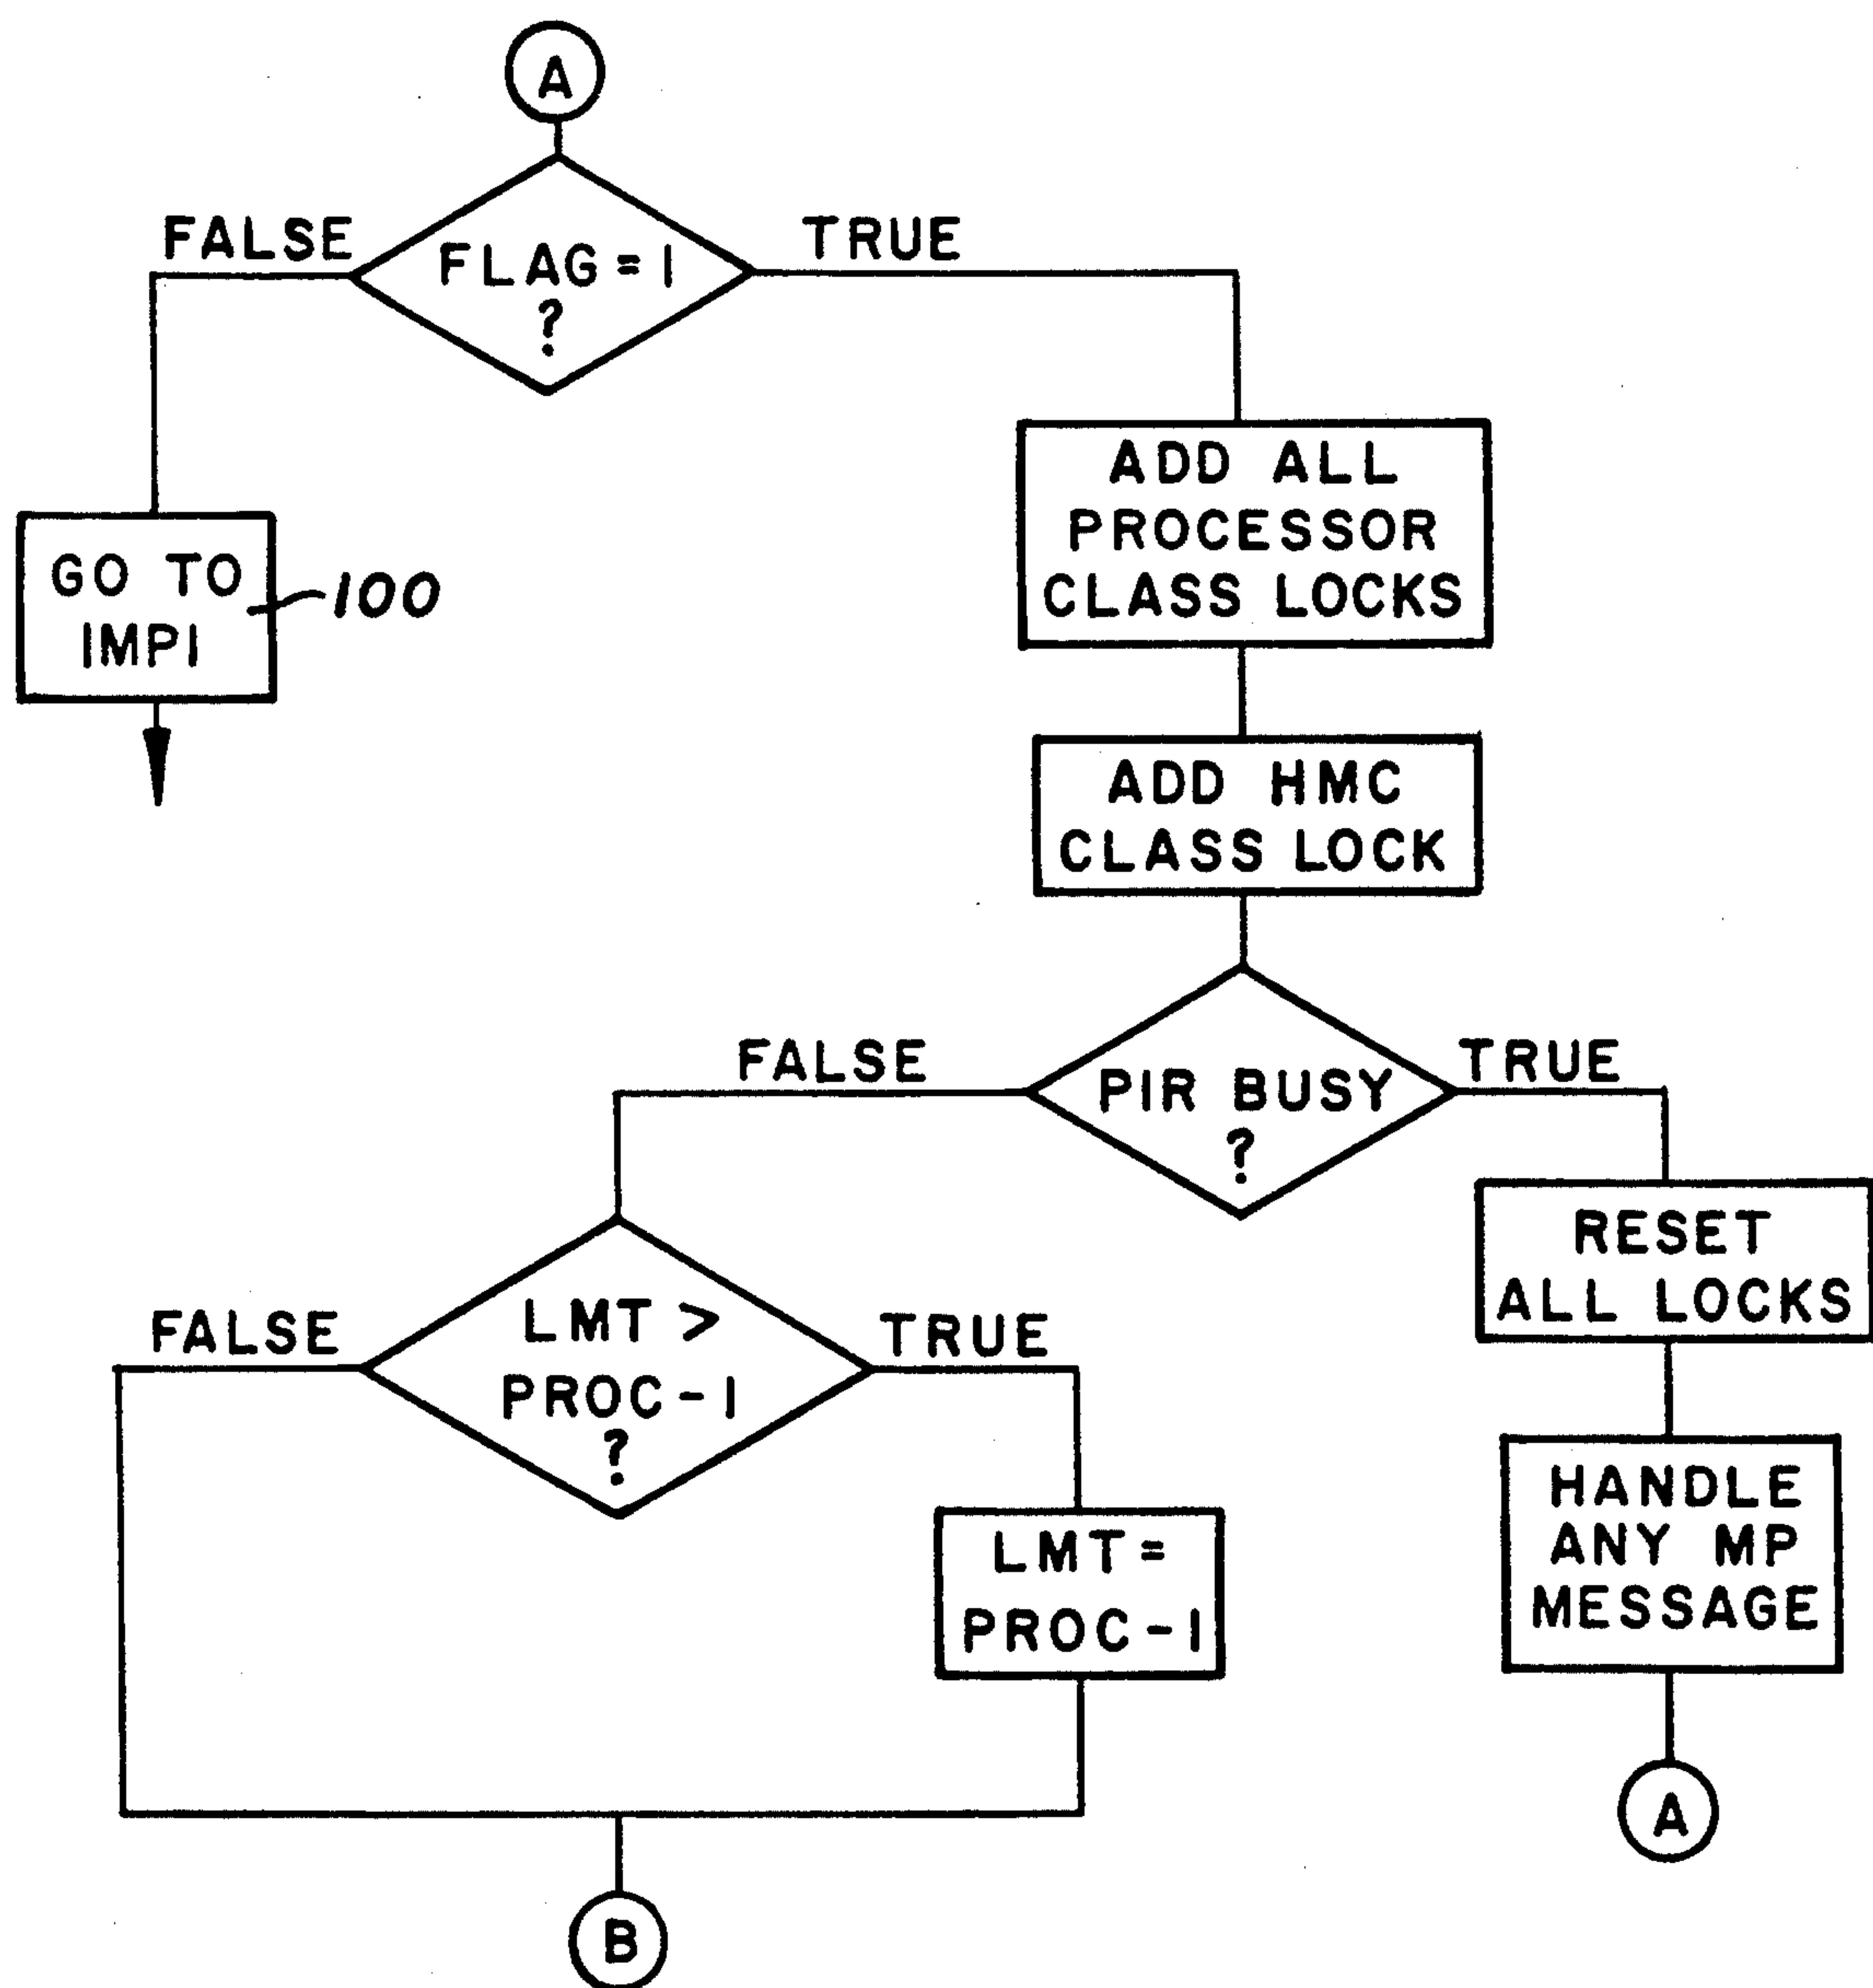 A
FALSE
TRUE
FLAG = 1
?
ADD ALL
PROCESSOR
CLASS LOCKS
GO TO
IMPI
100
ADD HMC
CLASS LOCK
FALSE
TRUE
PIR BUSY
?
RESET
ALL LOCKS
FALSE
TRUE
LMT >
PROC - 1
?
HANDLE
ANY MP
MESSAGE
LMT =
PROC - 1
A
B